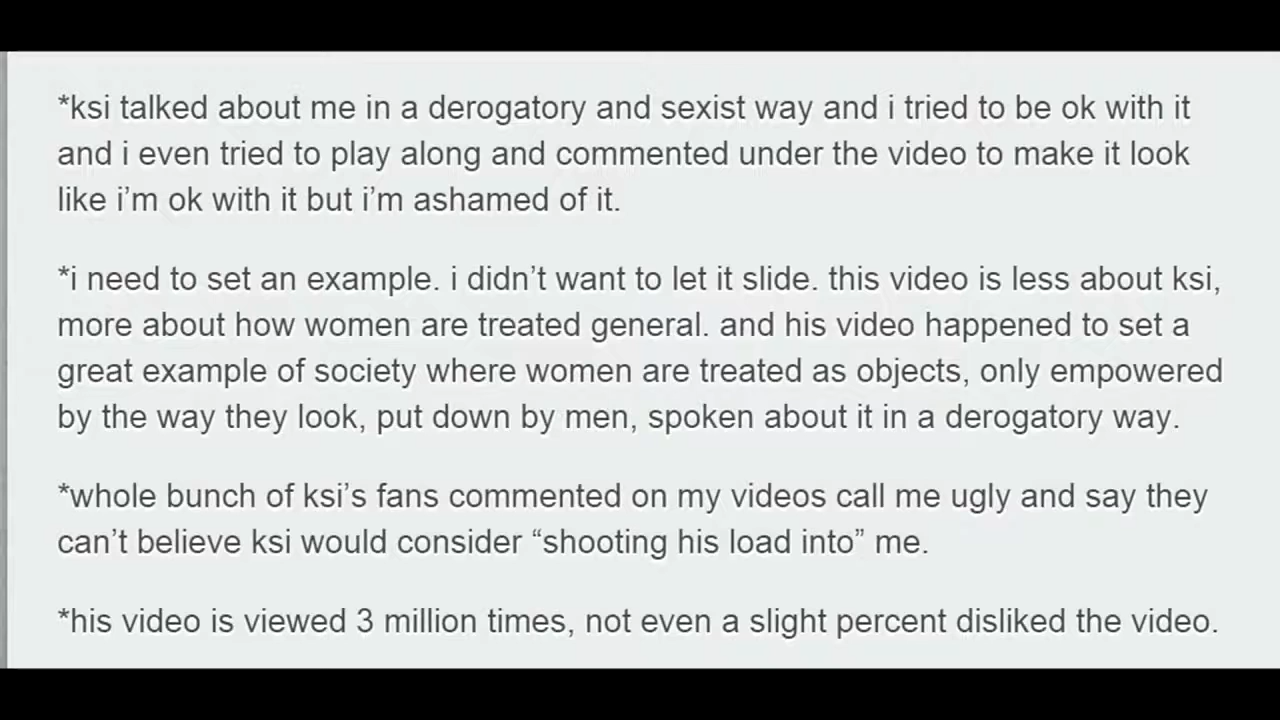 *ksi talked about me in a derogatory and sexist way and i tried to be ok with it
and i even tried to play along and commented under the video to make it look
like i’m ok with it but i’m ashamed of it.
*i need to set an example. i didn’t want to let it slide. this video is less about ksi,
more about how women are treated general. and his video happened to set a
great example of society where women are treated as objects, only empowered
by the way they look, put down by men, spoken about it in a derogatory way.
*whole bunch of ksi’s fans commented on my videos call me ugly and say they
can’t believe ksi would consider “shooting his load into” me.
*his video is viewed 3 million times, not even a slight percent disliked the video.